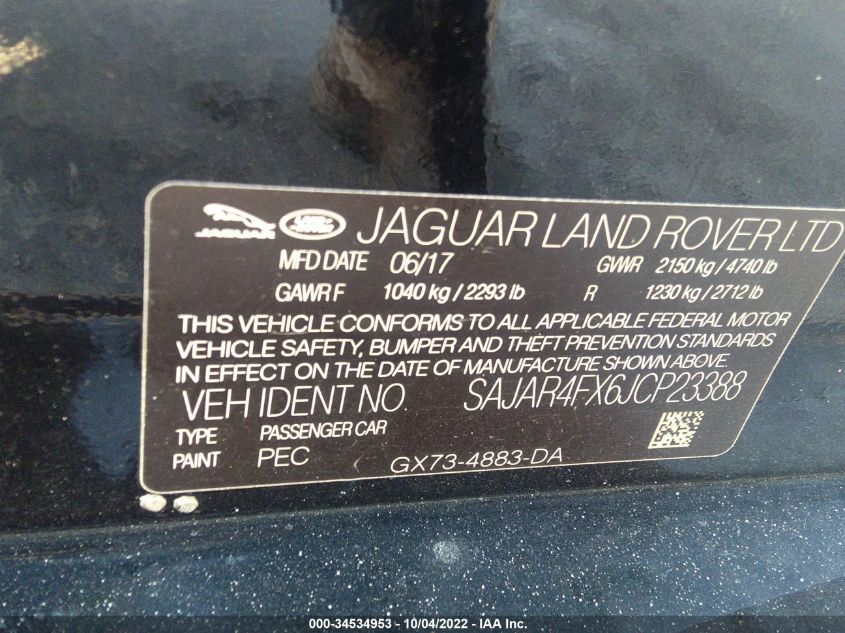 JAGUAR LAND ROVER JAGUAR LAND ROVER LTD
MFD DATE 06/17 GVWR 2150 kg / 4740 lb
GAWR F 1040 kg / 2293 lb R 1230 kg / 2712 lb
THIS VEHICLE CONFORMS TO ALL APPLICABLE FEDERAL MOTOR
VEHICLE SAFETY, BUMPER AND THEFT PREVENTION STANDARDS
IN EFFECT ON THE DATE OF MANUFACTURE SHOWN ABOVE.
VEH IDENT NO SAJAR4FX6JCP23388
TYPE PASSENGER CAR
PAINT PEC GX73-4883-DA
000-34534953 - 10/04/2022 - IAA Inc.